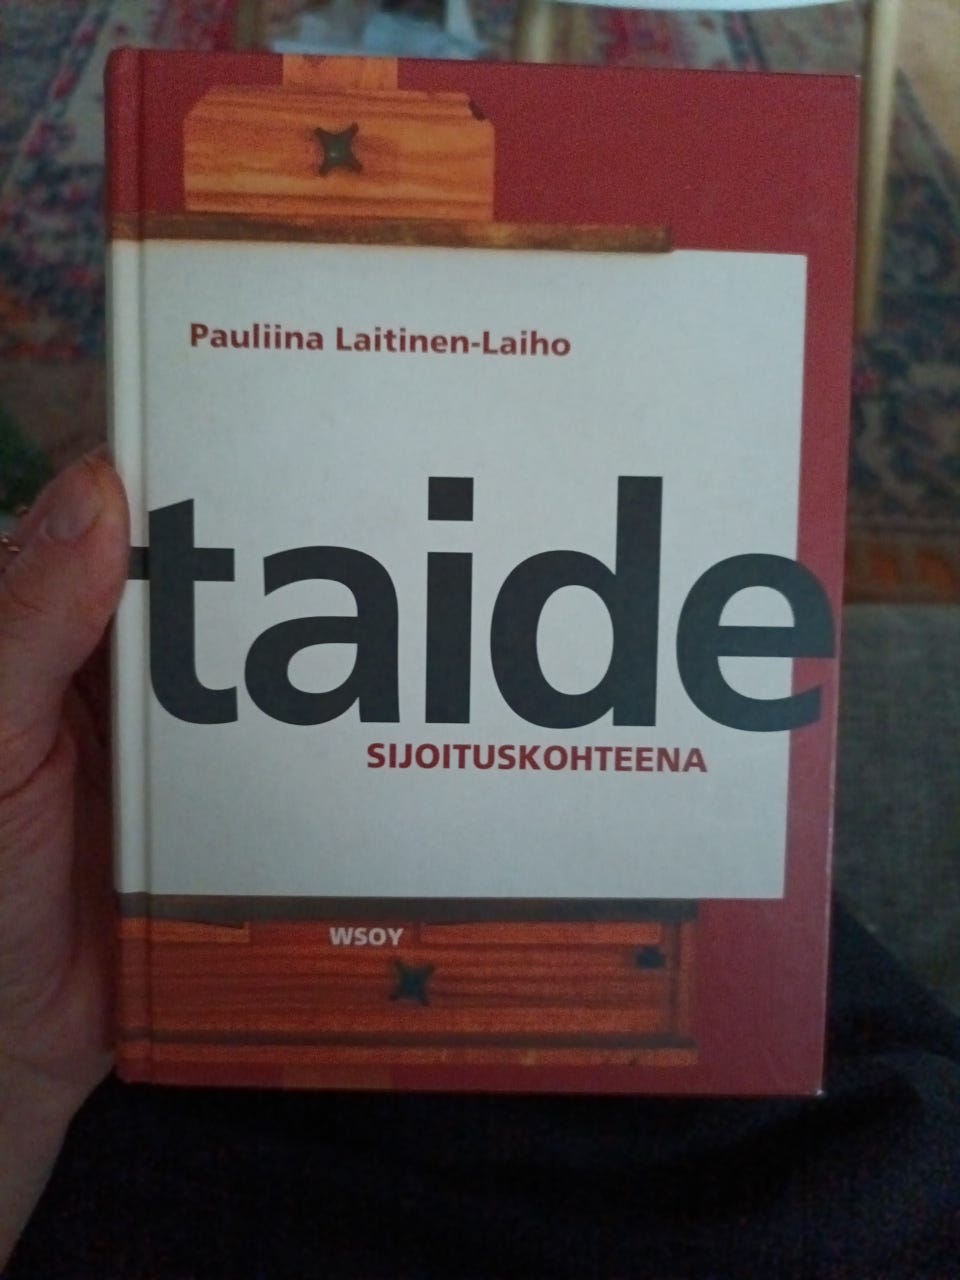 Pauliina Laitinen-Laiho
taide
SIJOITUSKOHTEENA
WSOY